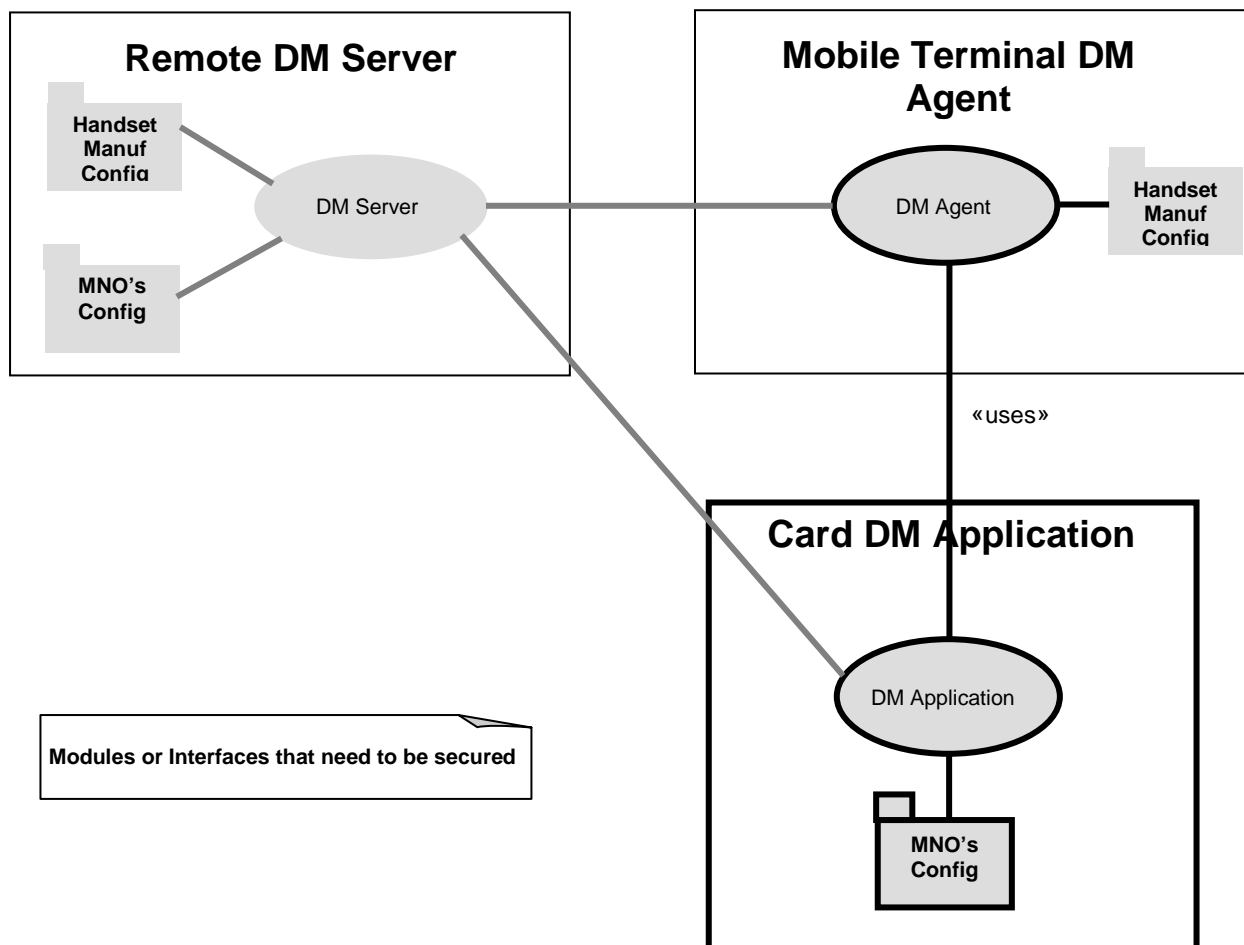 Remote DM Server
Handset
Manuf
Config
DM Server
MNO's
Config
Mobile Terminal DM
Agent
DM Agent
Handset
Manuf
Config
«uses»
Card DM Application
DM Application
MNO's
Config
Modules or Interfaces that need to be secured